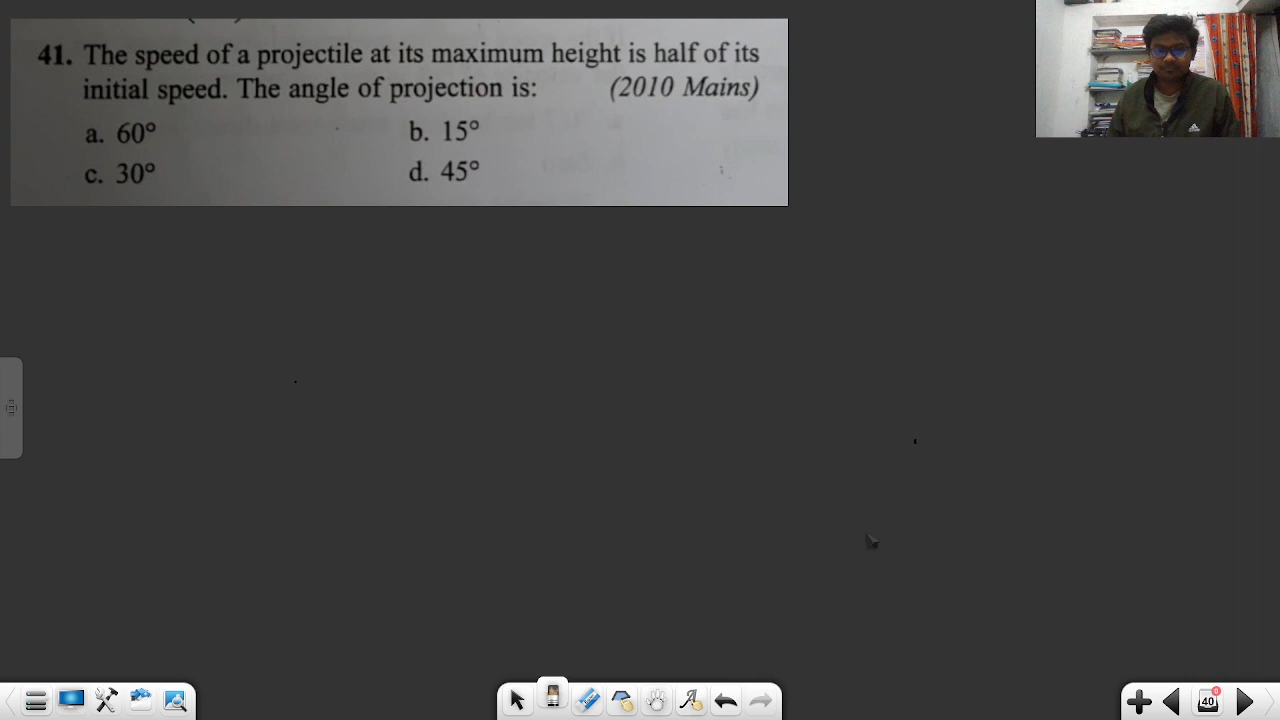 41. The speed of a projectile at its maximum height is half of its
initial speed. The angle of projection is: (2010 Mains)
a. 60° b. 15°
c. 30° d. 45°
40